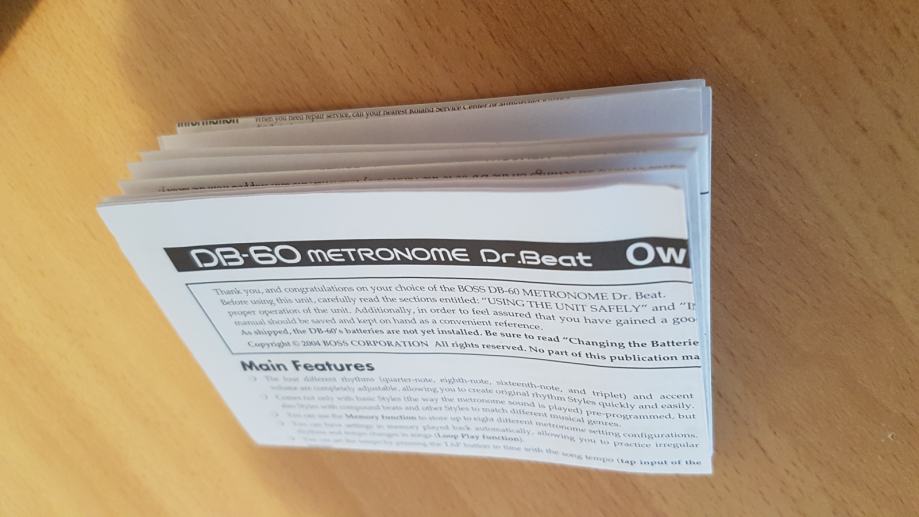 Information When you need repair service, call your nearest Roland Service Center or
DB-60 METRONOME Dr.Beat Ow
Thank you, and congratulations on your choice of the BOSS DB-60 METRONOME Dr. Beat.
Before using this unit, carefully read the sections entitled: "USING THE UNIT SAFELY" and "I
proper operation of the unit. Additionally, in order to feel assured that you have gained a goo
manual should be saved and kept on hand as a convenient reference.
As shipped, the DB-60's batteries are not yet installed. Be sure to read "Changing the Batterie
Copyright © 2004 BOSS CORPORATION All rights reserved. No part of this publication ma
Main Features
❍ The four different rhythms (quarter-note, eighth-note, sixteenth-note, and triplet) and accent
volume are completely adjustable, allowing you to create original rhythm Styles quickly and easily.
❍ Comes not only with basic Styles (the way the metronome sound is played) pre-programmed, but
also Styles with compound beats and other Styles to match different musical genres.
❍ You can use the Memory function to store up to eight different metronome setting configurations.
❍ You can have settings in memory played back automatically, allowing you to practice irregular
rhythms and tempo changes in songs (Loop Play function).
❍ You can set the tempo by pressing the TAP button in time with the song tempo (tap input of the